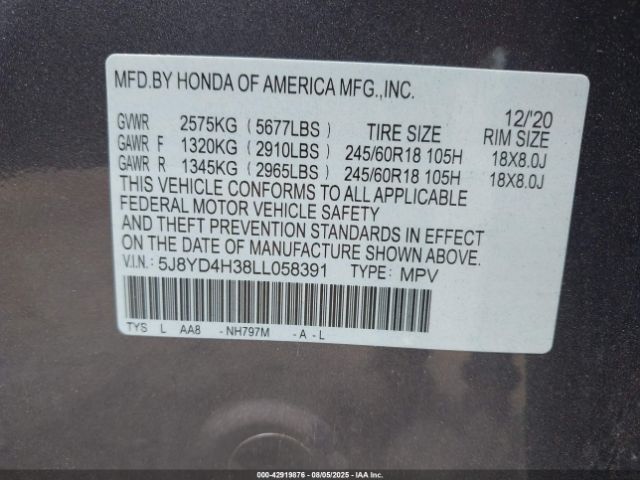 MFD.BY HONDA OF AMERICA MFG.,INC.
12/'20
GVWR 2575KG (5677LBS) TIRE SIZE RIM SIZE
GAWR F 1320KG (2910LBS) 245/60R18 105H 18X8.0J
GAWR R 1345KG (2965LBS) 245/60R18 105H 18X8.0J
THIS VEHICLE CONFORMS TO ALL APPLICABLE
FEDERAL MOTOR VEHICLE SAFETY
AND THEFT PREVENTION STANDARDS IN EFFECT
ON THE DATE OF MANUFACTURE SHOWN ABOVE.
V.I.N.: 5J8YD4H38LL058391 TYPE: MPV
TYS L AA8 -NH797M -A-L
000-42919876 08/05/2025 IAA Inc.